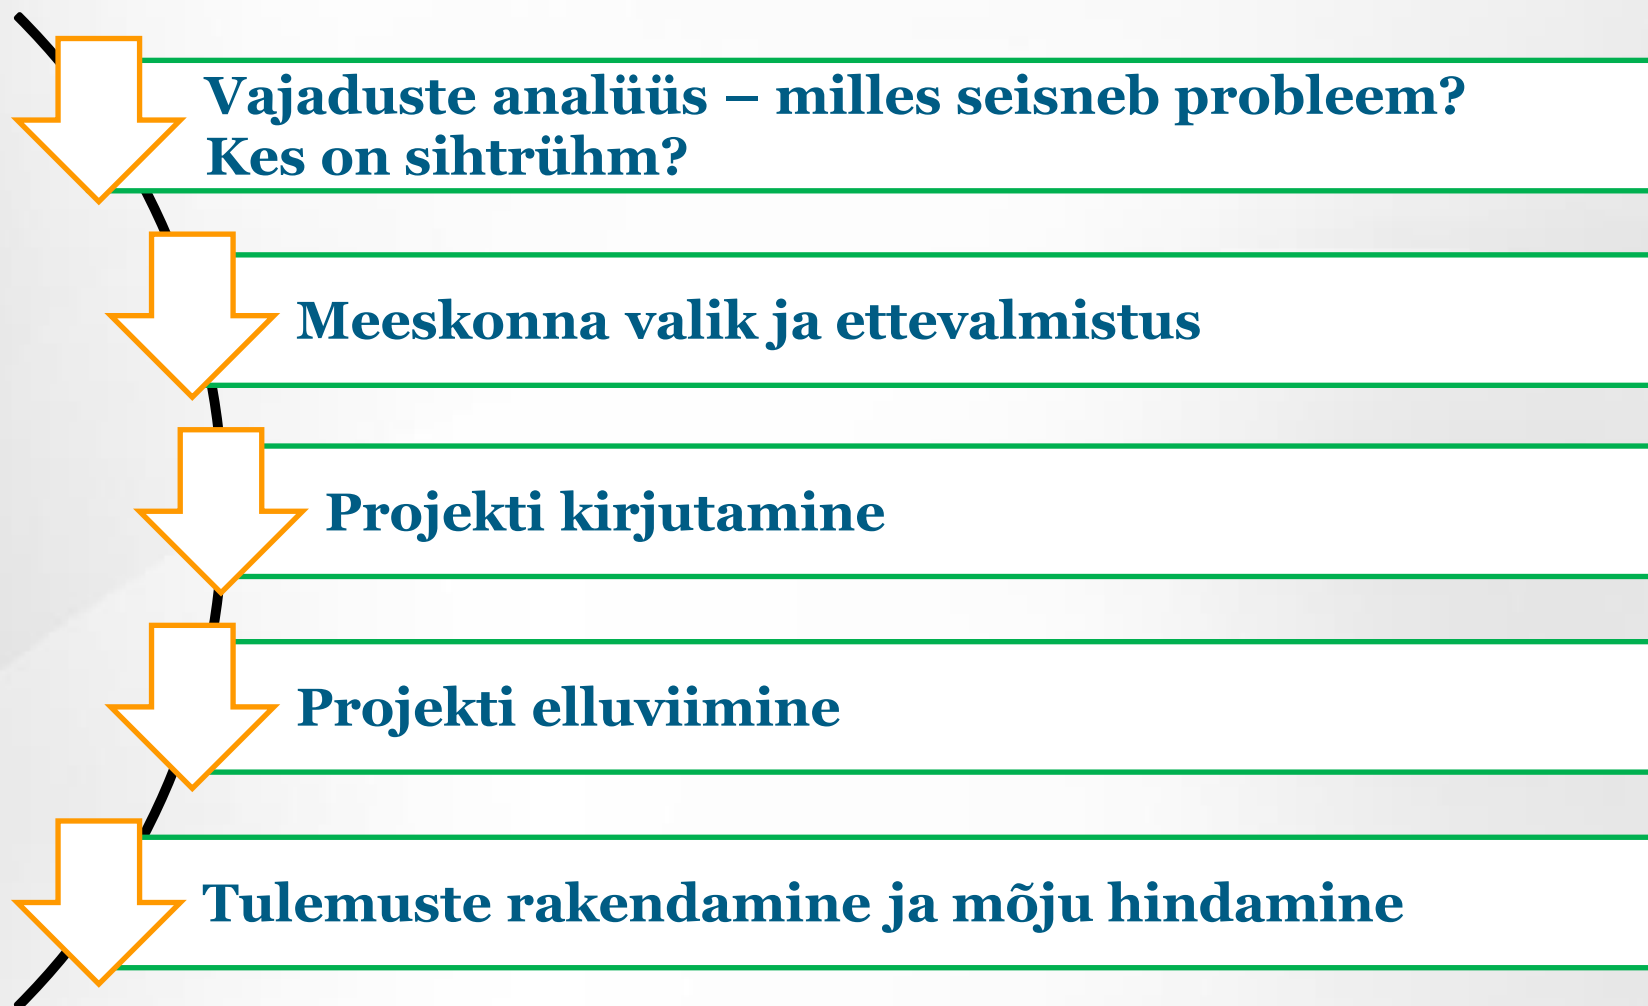 Vajaduste analüüs – milles seisneb probleem?
Kes on sihtrühm?
Meeskonna valik ja ettevalmistus
Projekti kirjutamine
Projekti elluviimine
Tulemuste rakendamine ja mõju hindamine